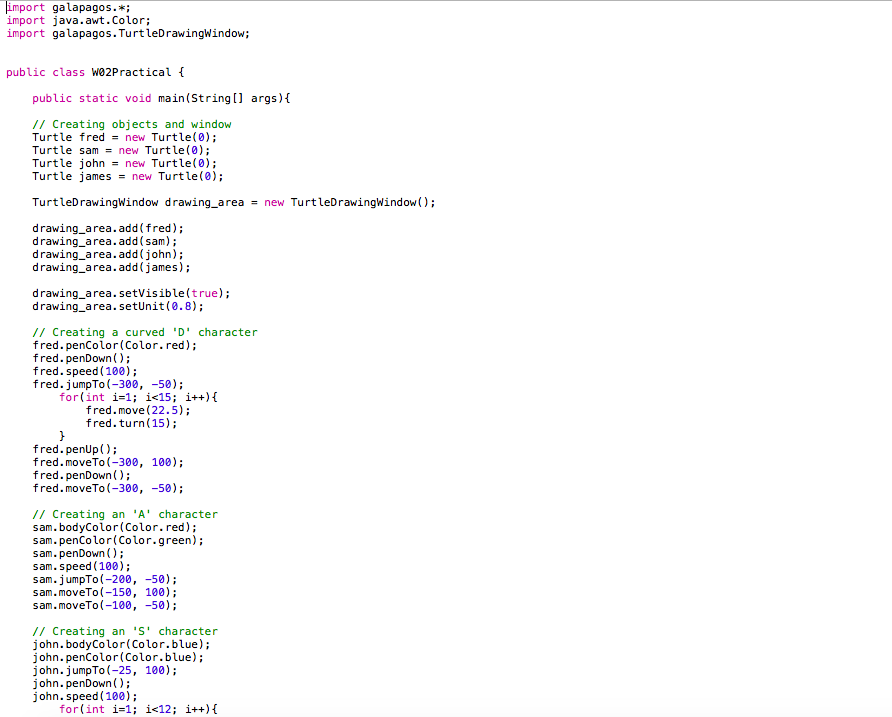 import galapagos.*;
import java.awt.Color;
import galapagos.TurtleDrawingWindow;
public class W02Practical {
public static void main(String[] args){
// Creating objects and window
Turtle fred = new Turtle(0);
Turtle sam = new Turtle(0);
Turtle john = new Turtle(0);
Turtle james = new Turtle(0);
TurtleDrawingWindow drawing_area = new TurtleDrawingWindow();
drawing_area.add(fred);
drawing_area.add(sam);
drawing_area.add(john);
drawing_area.add(james);
drawing_area.setVisible(true);
drawing_area.setUnit(0.8);
// Creating a curved 'D' character
fred.penColor(Color.red);
fred.penDown();
fred.speed(100);
fred.jumpTo(-300, -50);
for(int i=1; i<15; i++){
fred.move(22.5);
fred.turn(15);
}
fred.penUp();
fred.moveTo(-300, 100);
fred.penDown();
fred.moveTo(-300, -50);
// Creating an 'A' character
sam.bodyColor(Color.red);
sam.penColor(Color.green);
sam.penDown();
sam.speed(100);
sam.jumpTo(-200, -50);
sam.moveTo(-150, 100);
sam.moveTo(-100, -50);
// Creating an 'S' character
john.bodyColor(Color.blue);
john.penColor(Color.blue);
john.jumpTo(-25, 100);
john.penDown();
john.speed(100);
for(int i=1; i<12; i++){